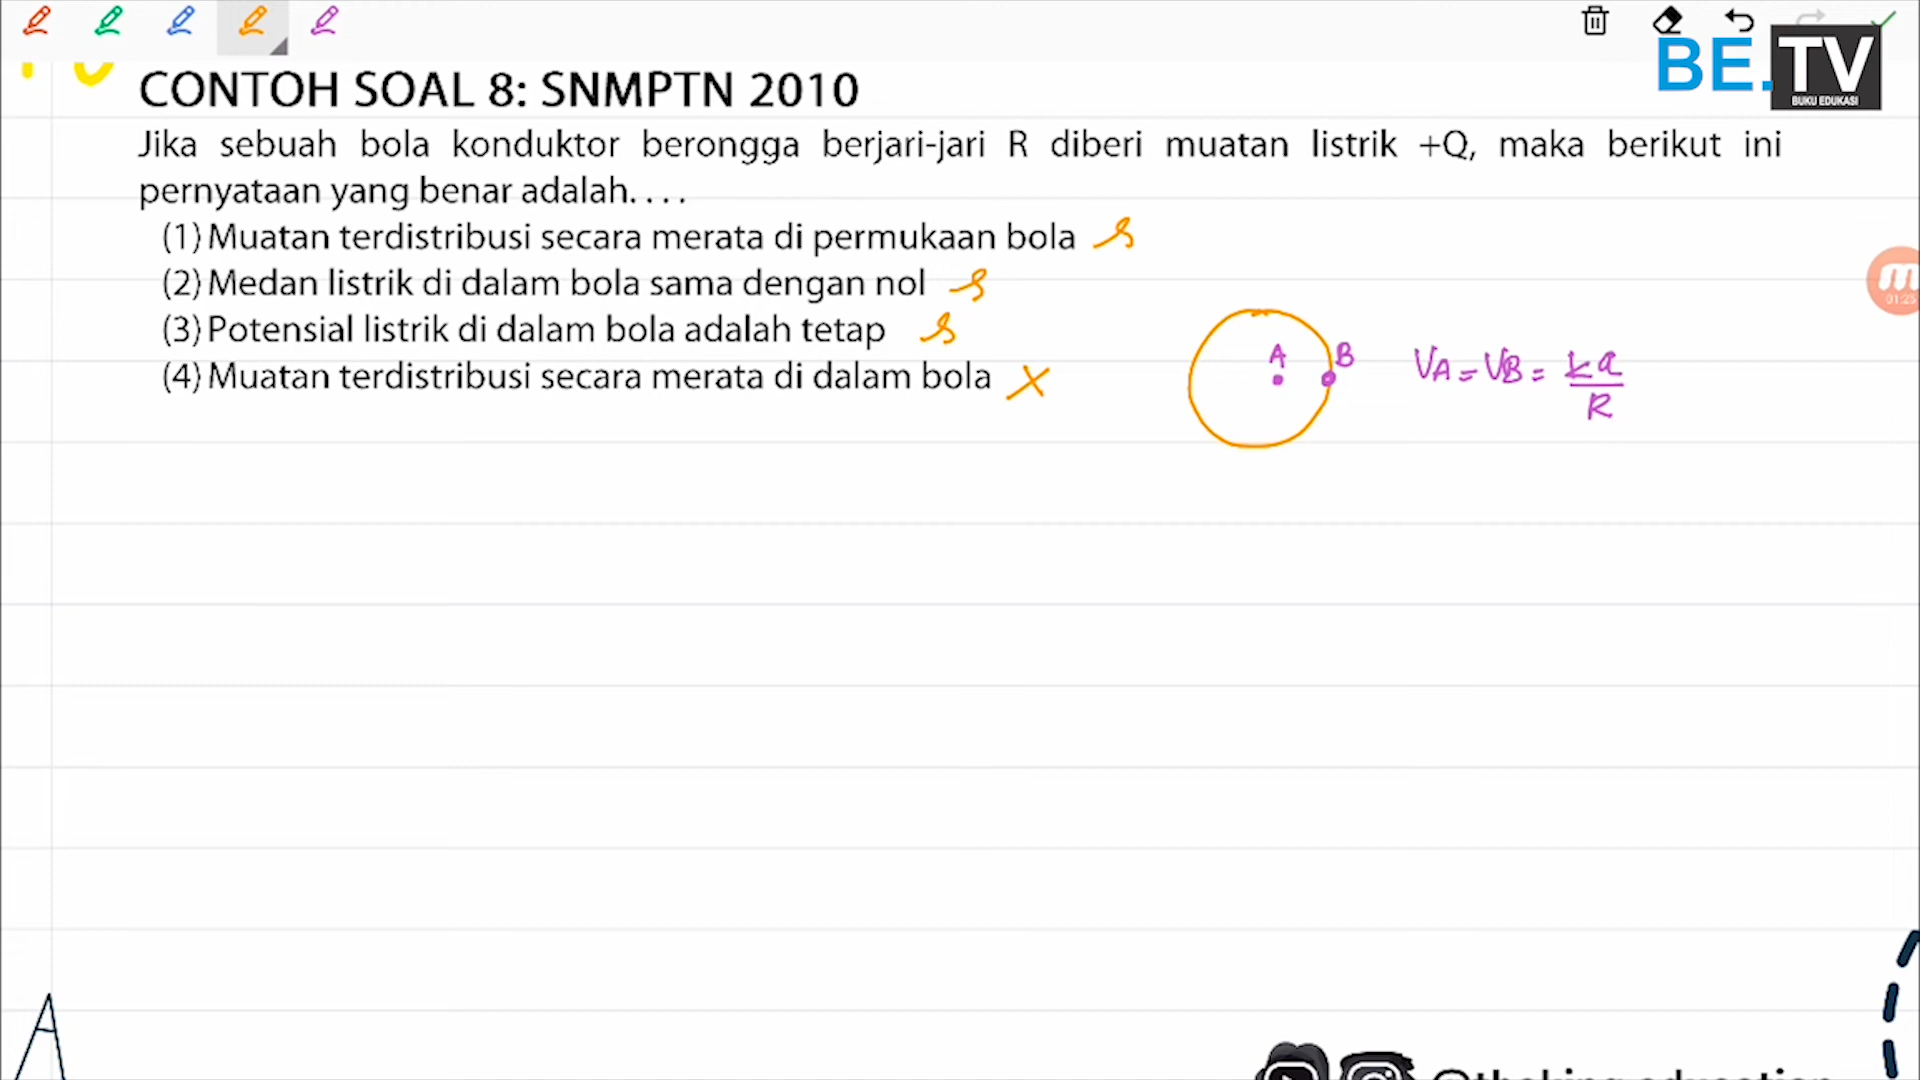 BE.TV
BUKU EDUKASI
CONTOH SOAL 8: SNMPTN 2010
Jika sebuah bola konduktor berongga berjari-jari R diberi muatan listrik +Q, maka berikut ini
pernyataan yang benar adalah. . . .
(1) Muatan terdistribusi secara merata di permukaan bola
(2) Medan listrik di dalam bola sama dengan nol
(3) Potensial listrik di dalam bola adalah tetap
(4) Muatan terdistribusi secara merata di dalam bola X
A B
VA = VB = kQ
R
01:25
A